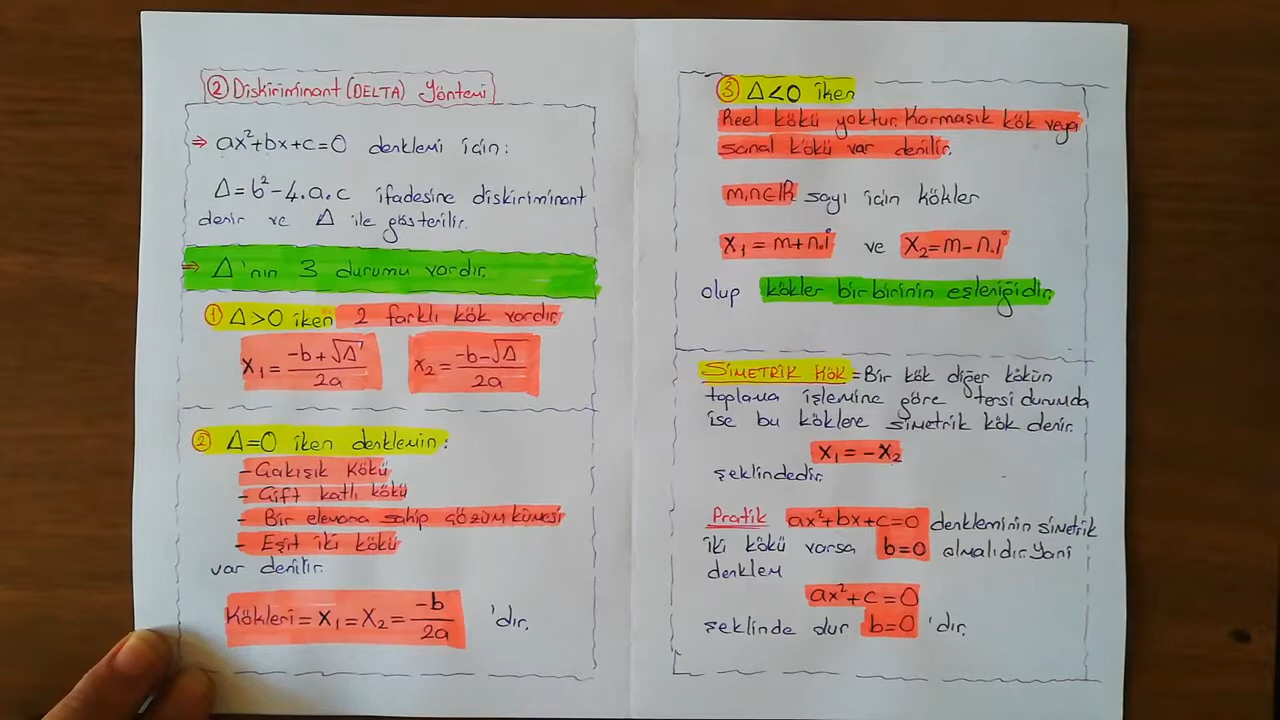 ② Diskiriminant (DELTA) Yöntemi
⇒ ax²+bx+c=0 denklemi için:
Δ=b²-4.a.c ifadesine diskiriminant
denir ve Δ ile gösterilir.
⇒ Δ'nın 3 durumu vardır.
① Δ>0 iken 2 farklı kök vardır.
x₁ = (-b+√Δ)/2a x₂ = (-b-√Δ)/2a
② Δ=0 iken denklemin:
- Çakışık Kökü
- Çift katlı kökü
- Bir elemana sahip ÇÖZÜM KÜMESİ
- Eşit iki kökü
var denilir.
Kökleri = x₁ = x₂ = -b/2a 'dır.
③ Δ<0 iken
Reel kökü yoktur. Karmaşık kök veya
sanal kökü var denilir.
m,n∈ℝ sayı için kökler
x₁ = m+n.i ve x₂=m-n.i
olup kökler birbirinin eşleniğidir.
SİMETRİK KÖK = Bir kök diğer kökün
toplama işlemine göre tersi durumda
ise bu köklere simetrik kök denir.
x₁ = -x₂
şeklindedir.
Pratik ax²+bx+c=0 denkleminin simetrik
iki kökü varsa b=0 olmalıdır. Yani
denklem
ax²+c=0
şeklinde dur b=0 'dır.